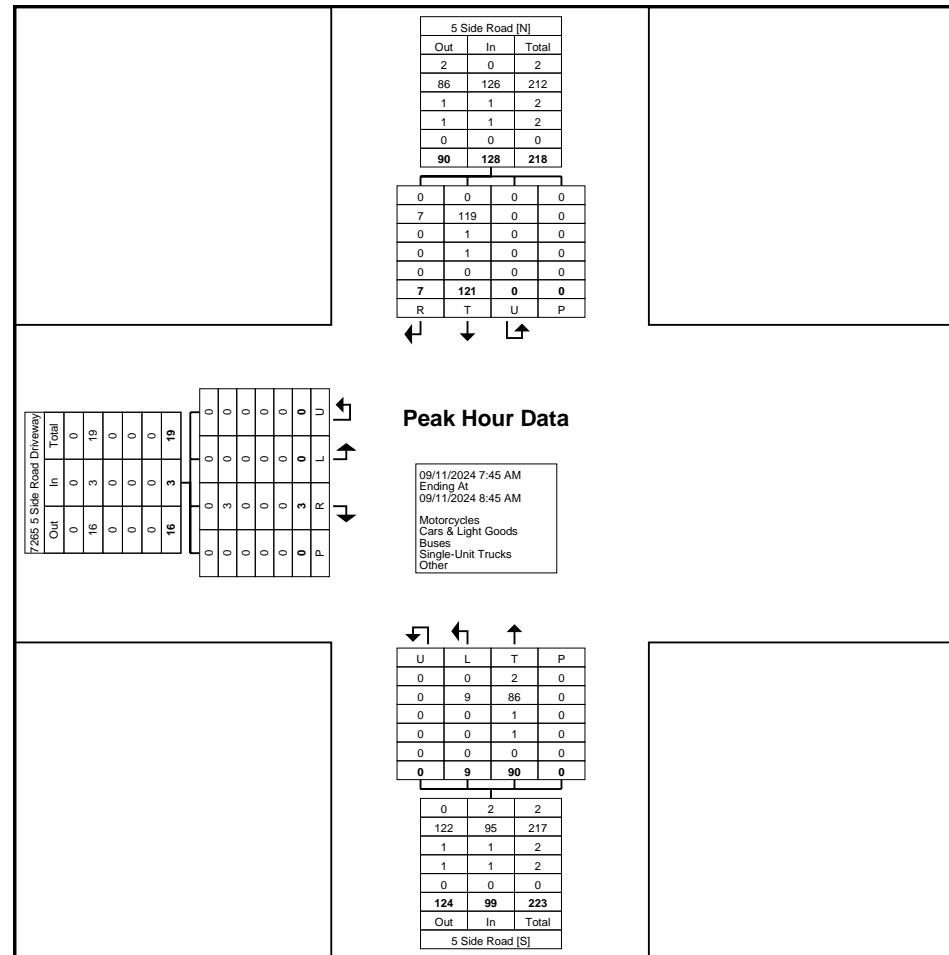 5 Side Road [N]
Out In Total
2 0 2
86 126 212
1 1 2
1 1 2
0 0 0
90 128 218
0 0 0 0
7 119 0 0
0 1 0 0
0 1 0 0
0 0 0 0
7 121 0 0
R T U P
7265 5 Side Road Driveway
Out In Total
0 0 0
16 3 19
0 0 0
0 0 0
0 0 0
16 3 19
0 0 0 0
0 3 0 0
0 0 0 0
0 0 0 0
0 0 0 0
0 3 0 0
P R L U
Peak Hour Data
09/11/2024 7:45 AM
Ending At
09/11/2024 8:45 AM
Motorcycles
Cars & Light Goods
Buses
Single-Unit Trucks
Other
U L T P
0 0 2 0
0 9 86 0
0 0 1 0
0 0 1 0
0 0 0 0
0 9 90 0
0 2 2
122 95 217
1 1 2
1 1 2
0 0 0
124 99 223
Out In Total
5 Side Road [S]